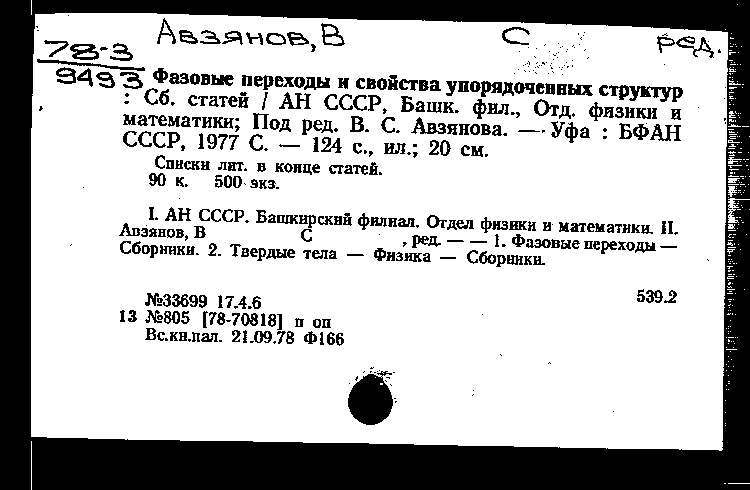 Авзянов, В С ред.
78-3
9493
Фазовые переходы и свойства упорядоченных структур
: Сб. статей / АН СССР, Башк. фил., Отд. физики и
математики; Под ред. В. С. Авзянова. — Уфа : БФАН
СССР, 1977 С. — 124 с., ил.; 20 см.
Списки лит. в конце статей.
90 к. 500 экз.
I. АН СССР. Башкирский филиал. Отдел физики и математики. II.
Авзянов, В С , ред. — — 1. Фазовые переходы —
Сборники. 2. Твердые тела — Физика — Сборники.
539.2
№33699 17.4.6
13 №805 [78-70818] п оп
Вс.кн.пал. 21.09.78 Ф166